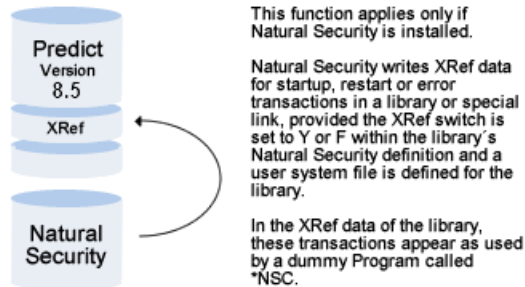 Predict
Version
8.5
XRef
Natural
Security
This function applies only if
Natural Security is installed.
Natural Security writes XRef data
for startup, restart or error
transactions in a library or special
link, provided the XRef switch is
set to Y or F within the library´s
Natural Security definition and a
user system file is defined for the
library.
In the XRef data of the library,
these transactions appear as used
by a dummy Program called
*NSC.